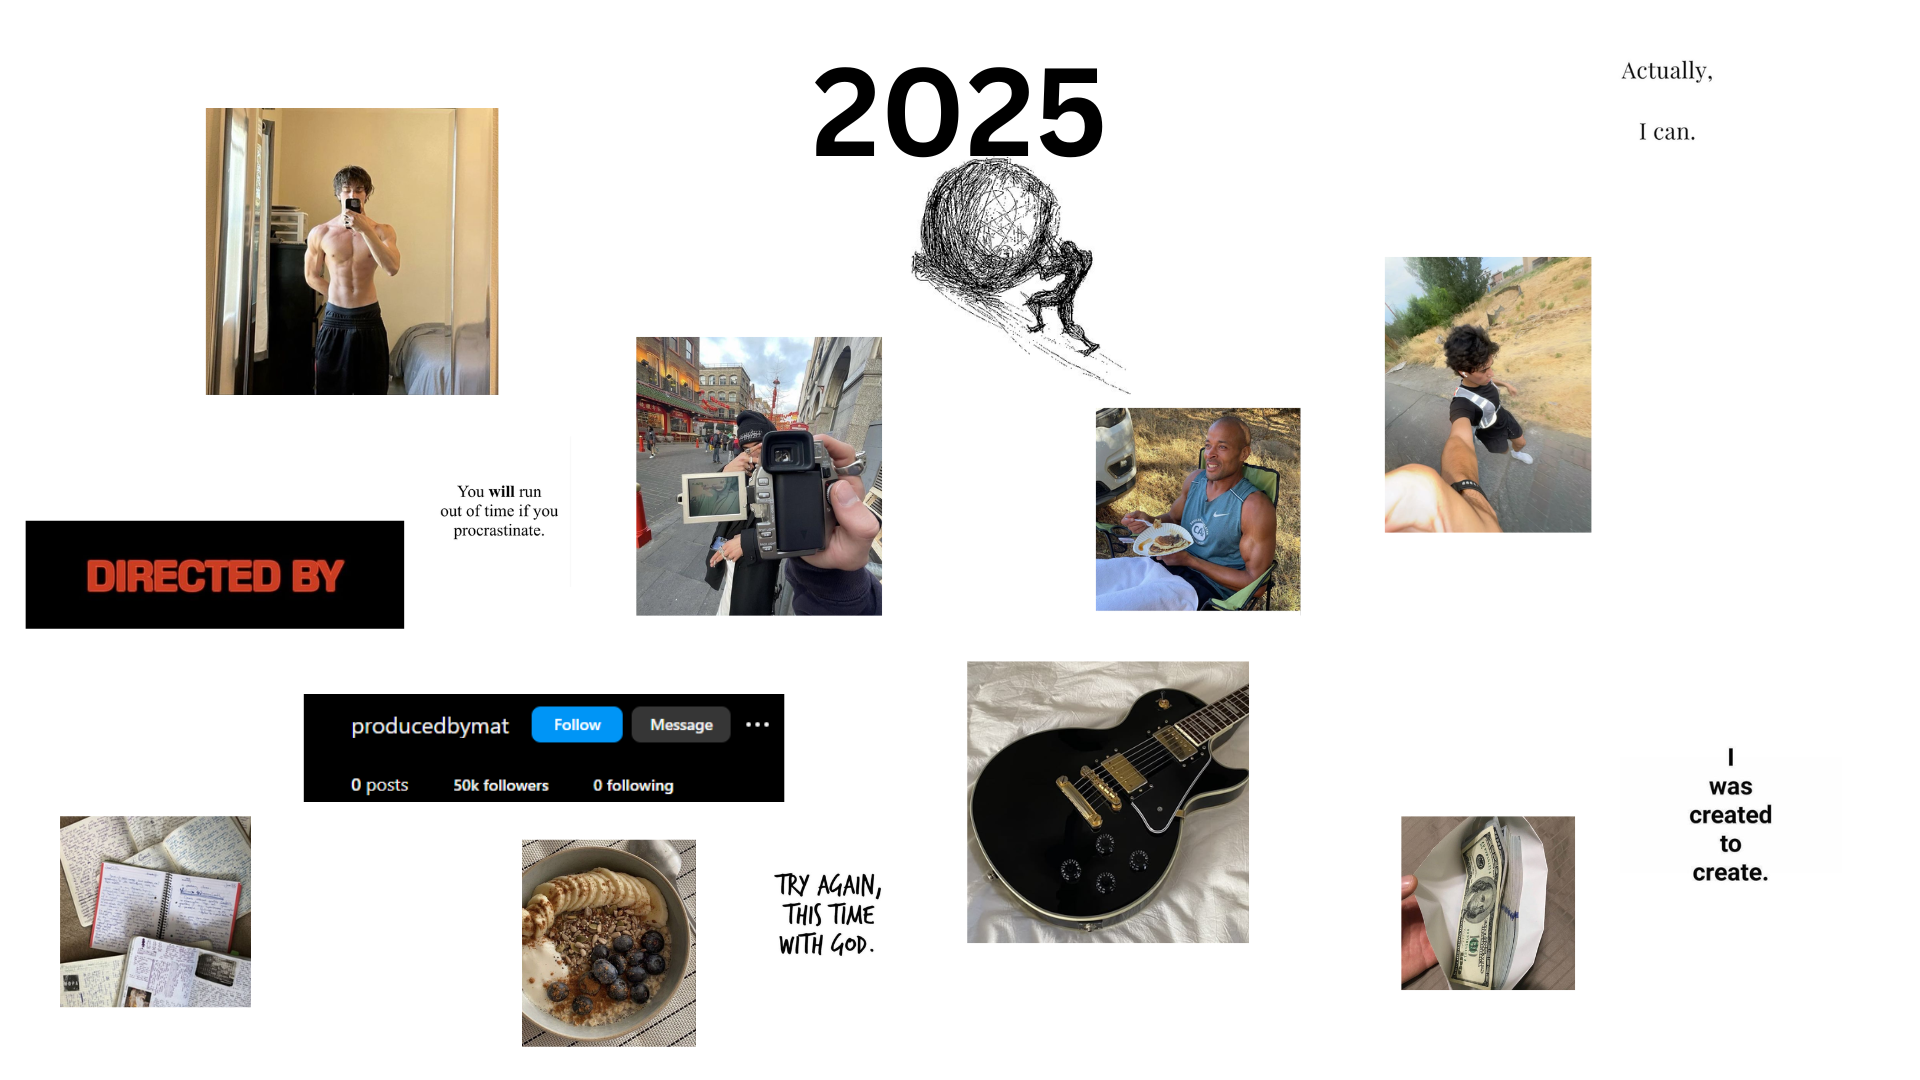 2025
Actually,
I can.
You will run
out of time if you
procrastinate.
DIRECTED BY
producedbymat
Follow
Message
0 posts
50k followers
0 following
TRY AGAIN,
THIS TIME
WITH GOD.
I
was
created
to
create.